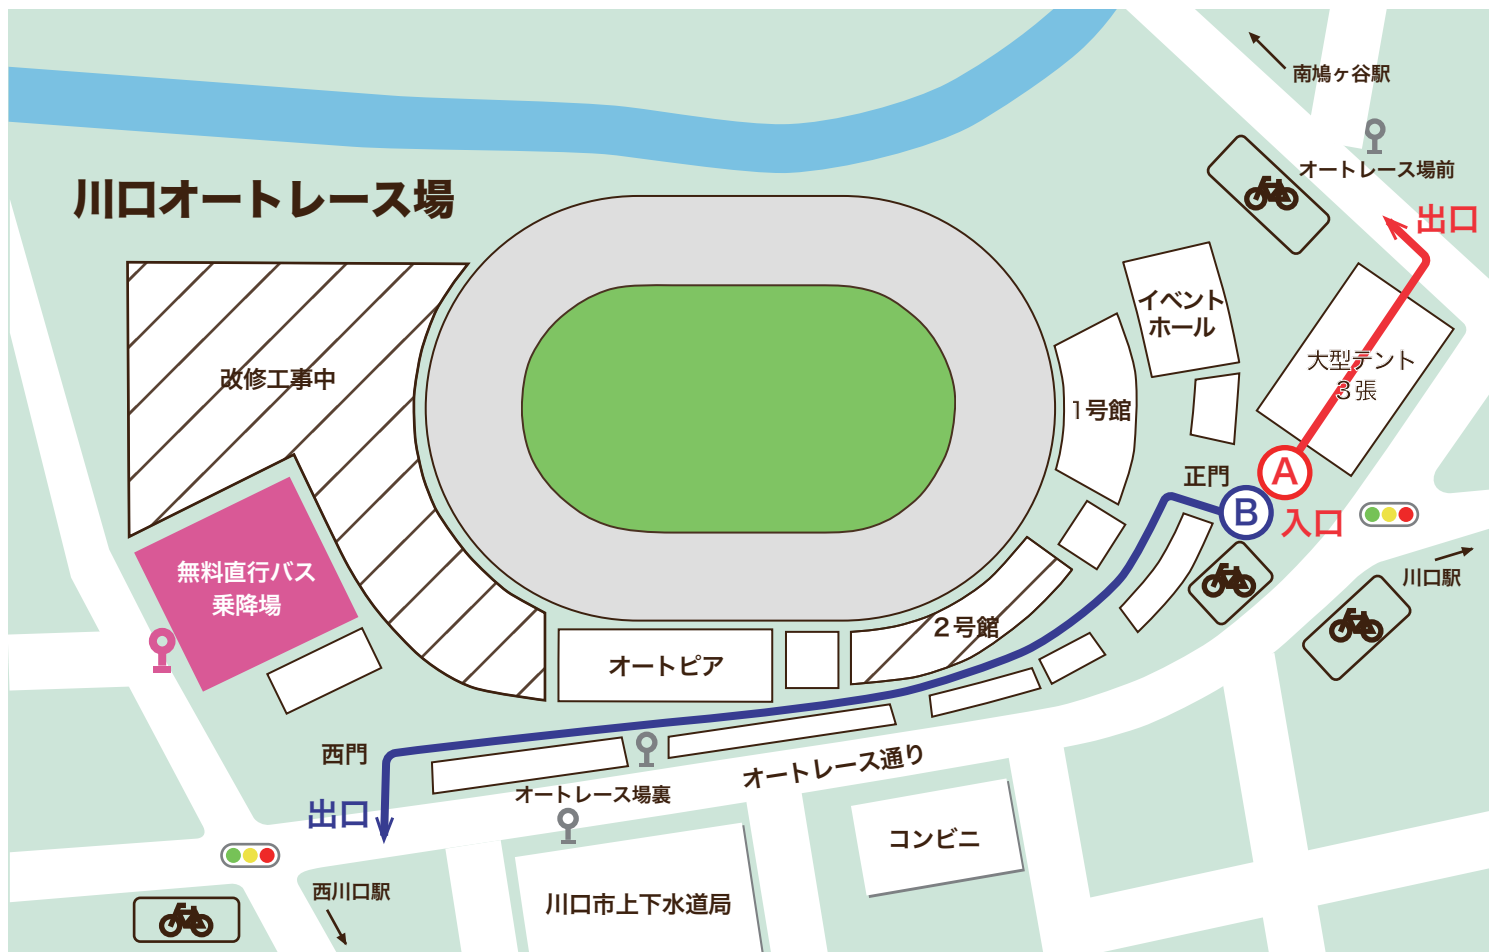 南鳩ヶ谷駅
オートレース場前
川口オートレース場
出口
イベント
ホール
大型テント
3張
改修工事中
1号館
正門
A
B
入口
川口駅
無料直行バス
乗降場
2号館
オートピア
西門
オートレース通り
オートレース場裏
出口
コンビニ
西川口駅
川口市上下水道局